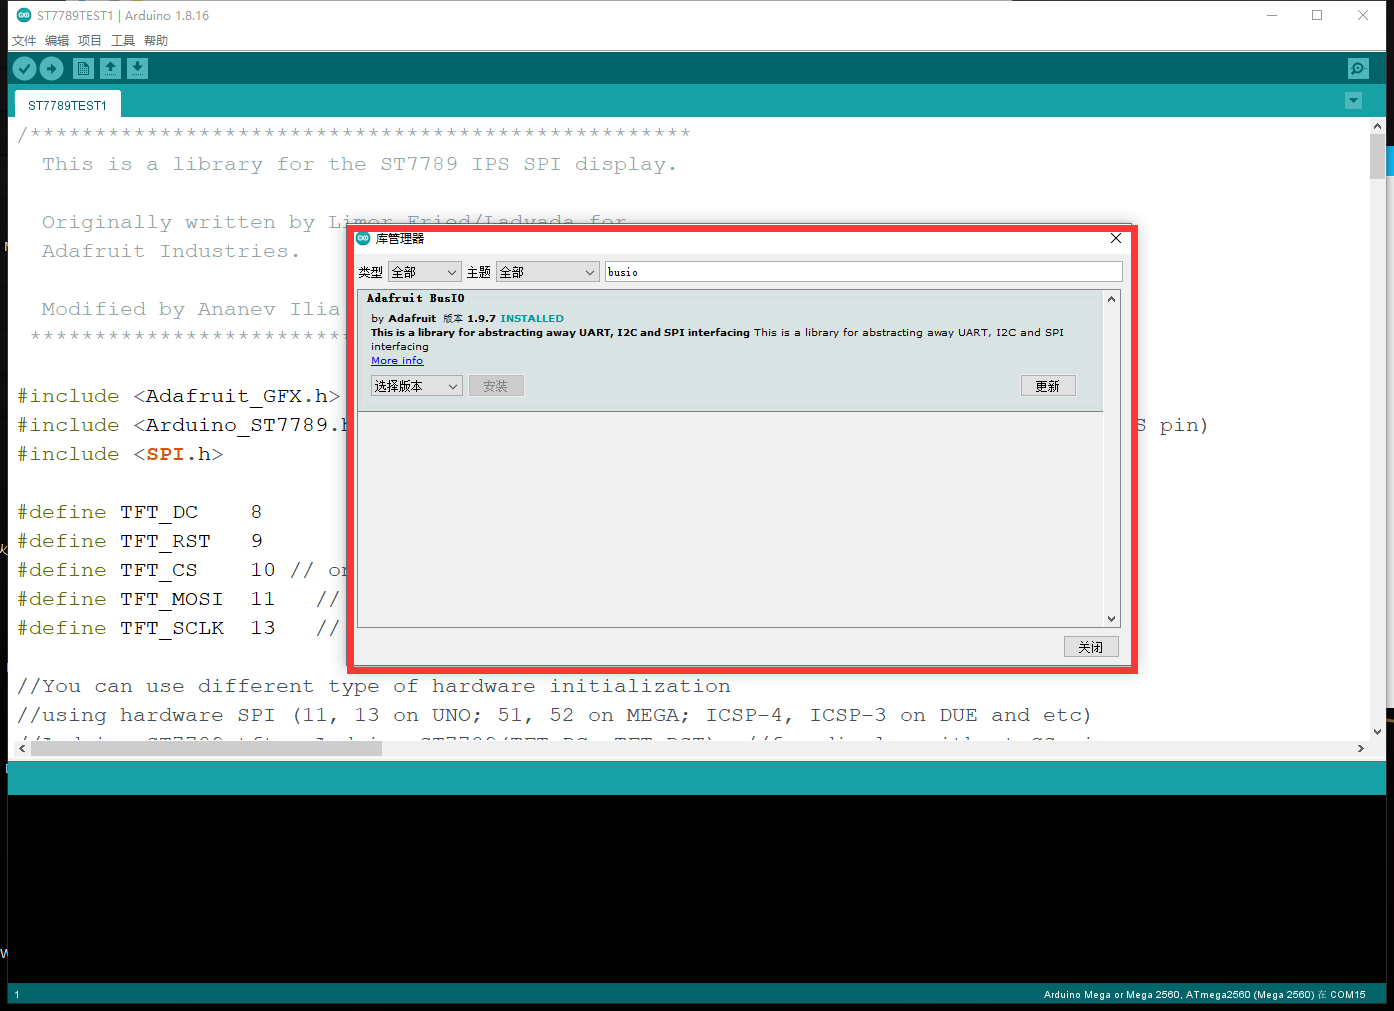 ST7789TEST1 | Arduino 1.8.16
文件 编辑 项目 工具 帮助
ST7789TEST1
/***************************************************
This is a library for the ST7789 IPS SPI display.
Originally written by Limor Fried/Ladyada for
Adafruit Industries.
Modified by Ananev Ilia
*************************
库管理器
类型 全部 主题 全部 busio
Adafruit BusIO
by Adafruit 版本 1.9.7 INSTALLED
This is a library for abstracting away UART, I2C and SPI interfacing This is a library for abstracting away UART, I2C and SPI
interfacing
More info
选择版本 安装 更新
关闭
#include <Adafruit_GFX.h>
#include <Arduino_ST7789.h S pin)
#include <SPI.h>
#define TFT_DC 8
#define TFT_RST 9
#define TFT_CS 10 // on
#define TFT_MOSI 11 //
#define TFT_SCLK 13 //
//You can use different type of hardware initialization
//using hardware SPI (11, 13 on UNO; 51, 52 on MEGA; ICSP-4, ICSP-3 on DUE and etc)
1 Arduino Mega or Mega 2560, ATmega2560 (Mega 2560) 在 COM15